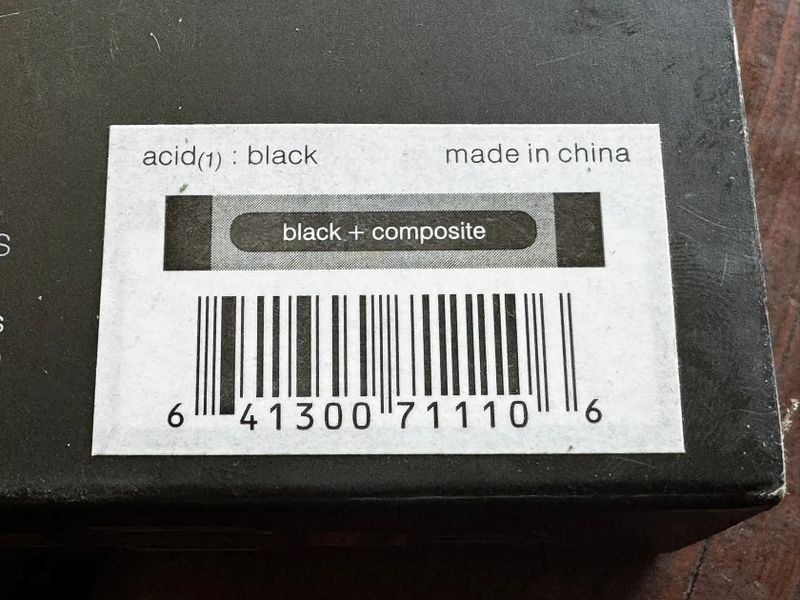 acid(1) : black
made in china
black + composite
6 41300 71110 6